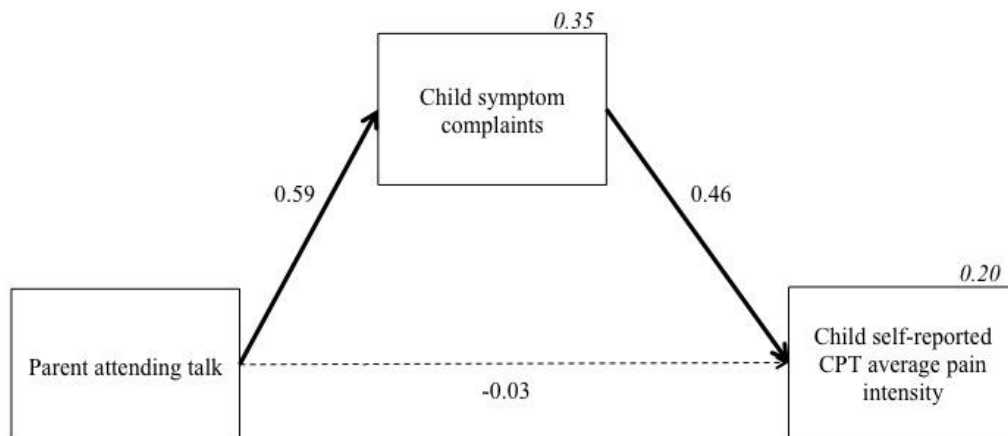 0.35
Child symptom
complaints
0.59
0.46
0.20
Parent attending talk
-0.03
Child self-reported
CPT average pain
intensity